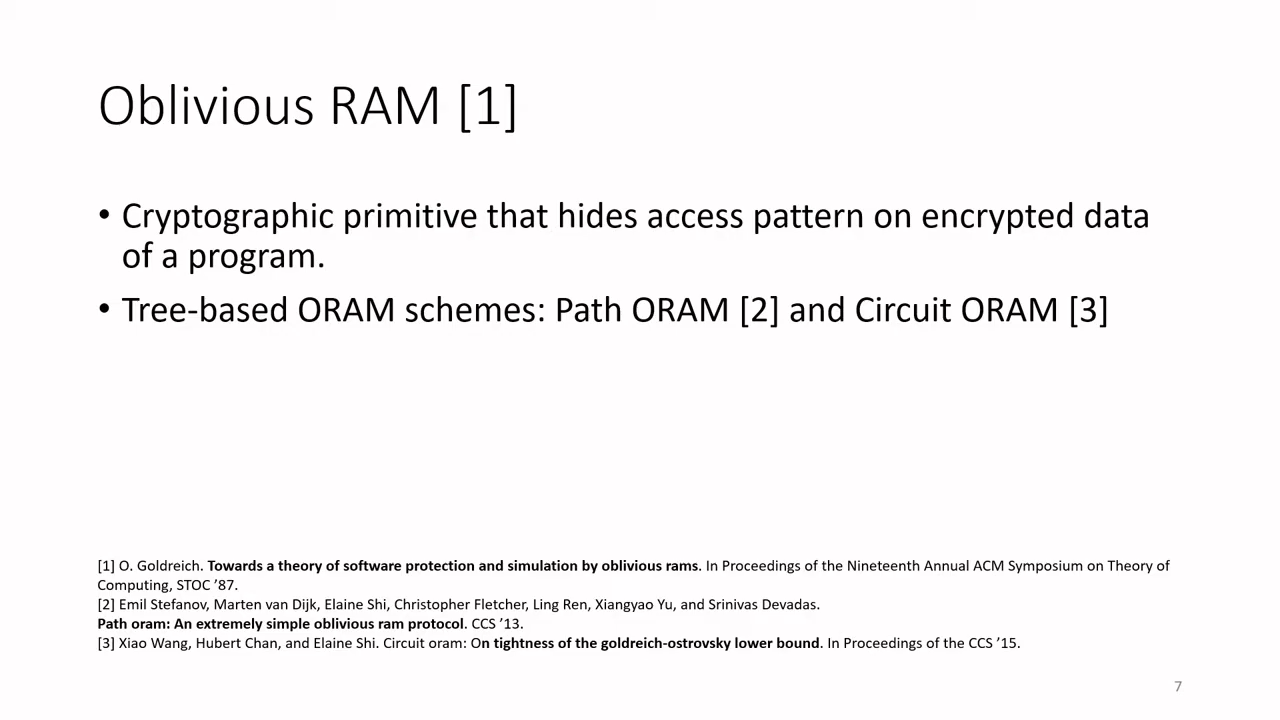 Oblivious RAM [1]
• Cryptographic primitive that hides access pattern on encrypted data
of a program.
• Tree-based ORAM schemes: Path ORAM [2] and Circuit ORAM [3]
[1] O. Goldreich. Towards a theory of software protection and simulation by oblivious rams. In Proceedings of the Nineteenth Annual ACM Symposium on Theory of
Computing, STOC ’87.
[2] Emil Stefanov, Marten van Dijk, Elaine Shi, Christopher Fletcher, Ling Ren, Xiangyao Yu, and Srinivas Devadas.
Path oram: An extremely simple oblivious ram protocol. CCS ’13.
[3] Xiao Wang, Hubert Chan, and Elaine Shi. Circuit oram: On tightness of the goldreich-ostrovsky lower bound. In Proceedings of the CCS ’15.
7